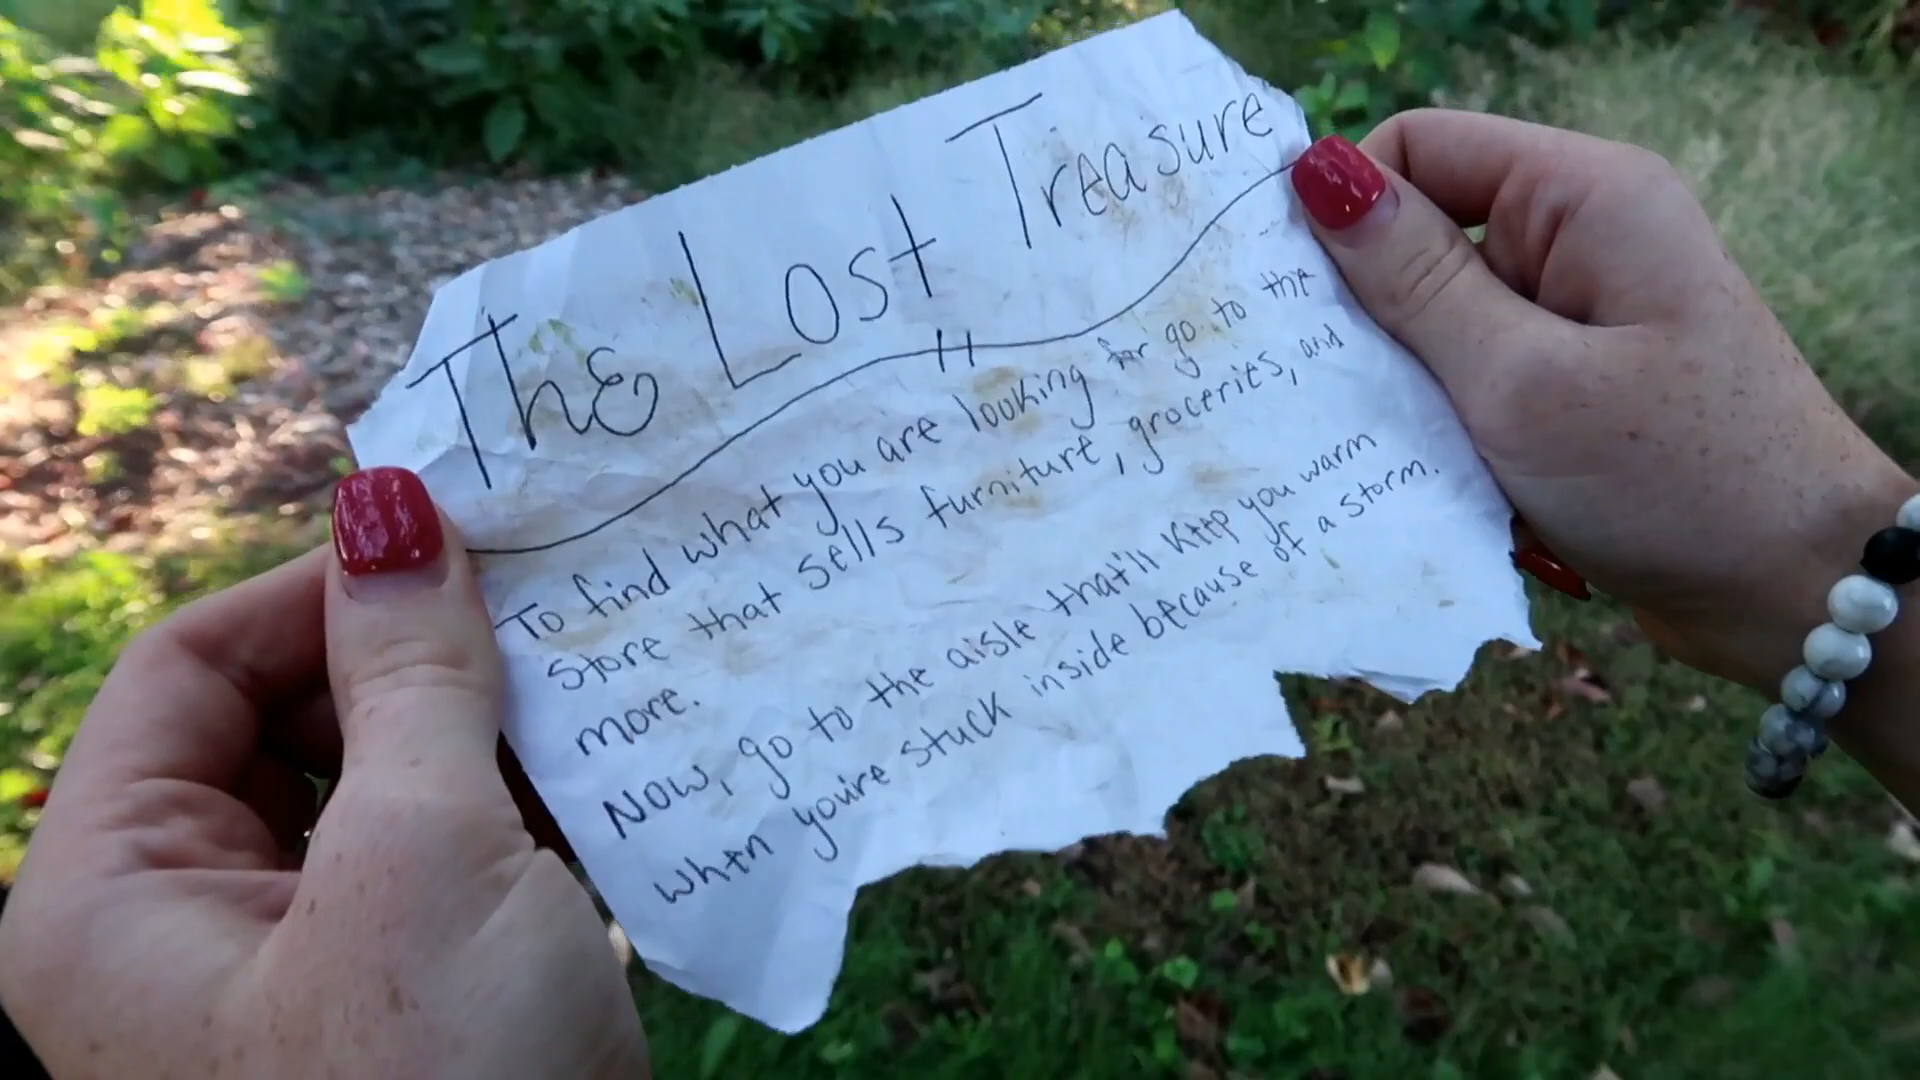 The Lost Treasure
To find what you are looking for go to the
store that sells furniture, groceries, and
more.
Now, go to the aisle that'll keep you warm
when you're stuck inside because of a storm.